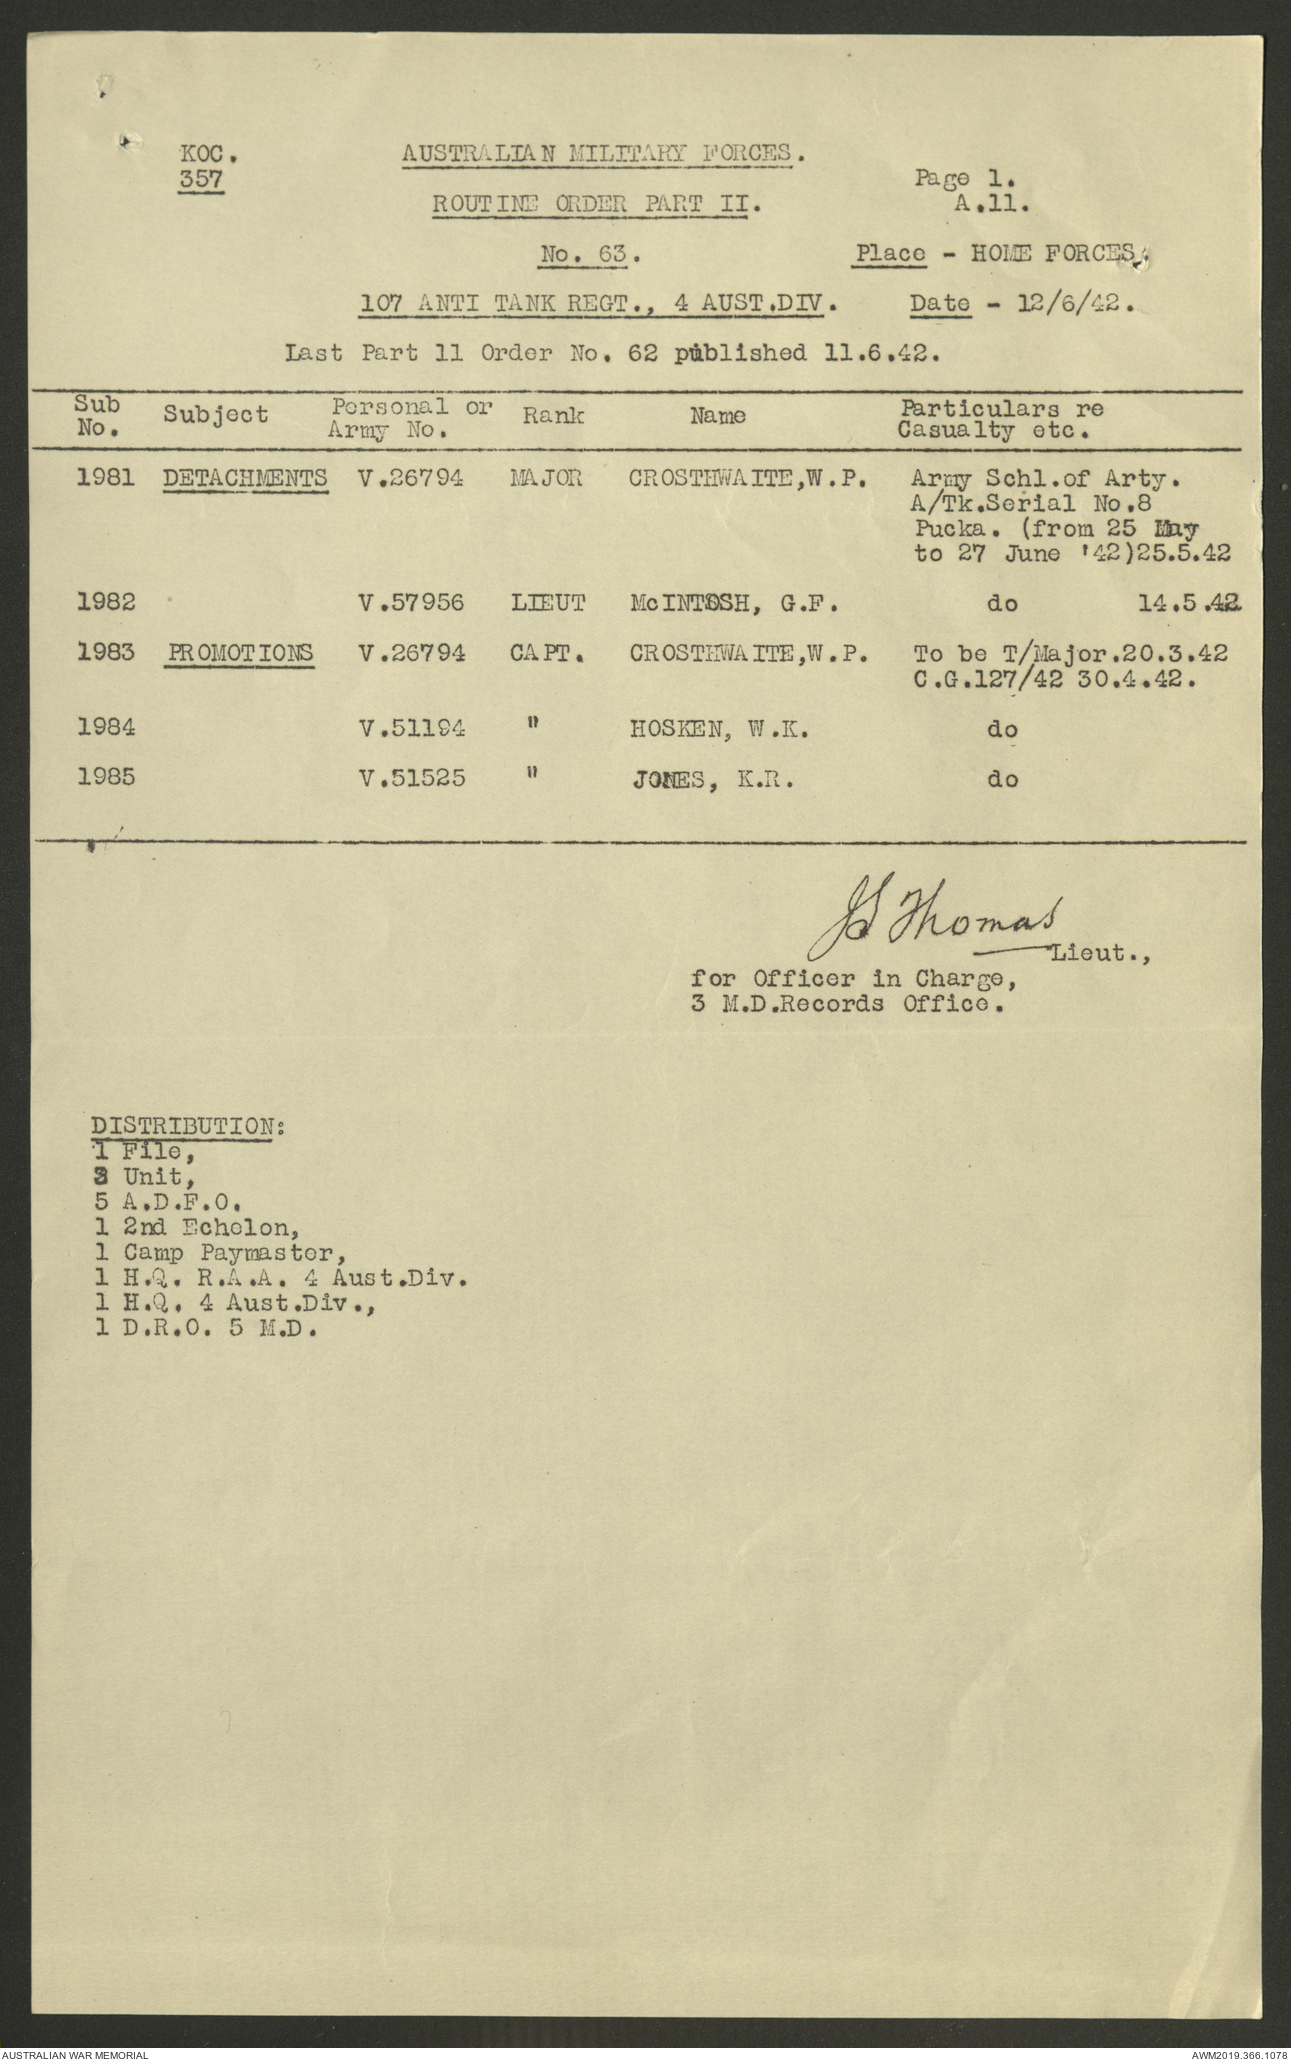 KOC.
357
AUSTRALIAN MILITARY FORCES.
Page 1.
ROUTINE ORDER PART II.
A.11.
No. 63.
Place - HOME FORCES.
107 ANTI TANK REGT., 4 AUST.DIV.
Date - 12/6/42.
Last Part 11 Order No. 62 published 11.6.42.
Sub No. Subject Personal or Army No. Rank Name Particulars re Casualty etc.
1981 DETACHMENTS V.26794 MAJOR CROSTHWAITE,W.P. Army Schl.of Arty.
A/Tk.Serial No.8
Pucka. (from 25 May
to 27 June '42)25.5.42
1982 V.57956 LIEUT McINTOSH, G.F. do 14.5.42
1983 PROMOTIONS V.26794 CAPT. CROSTHWAITE,W.P. To be T/Major.20.3.42
C.G.127/42 30.4.42.
1984 V.51194 " HOSKEN, W.K. do
1985 V.51525 " JONES, K.R. do
JS Thomas
Lieut.,
for Officer in Charge,
3 M.D.Records Office.
DISTRIBUTION:
1 File,
3 Unit,
5 A.D.F.O.
1 2nd Echelon,
1 Camp Paymaster,
1 H.Q. R.A.A. 4 Aust.Div.
1 H.Q. 4 Aust.Div.,
1 D.R.O. 5 M.D.
AUSTRALIAN WAR MEMORIAL
AWM2019.366.1078